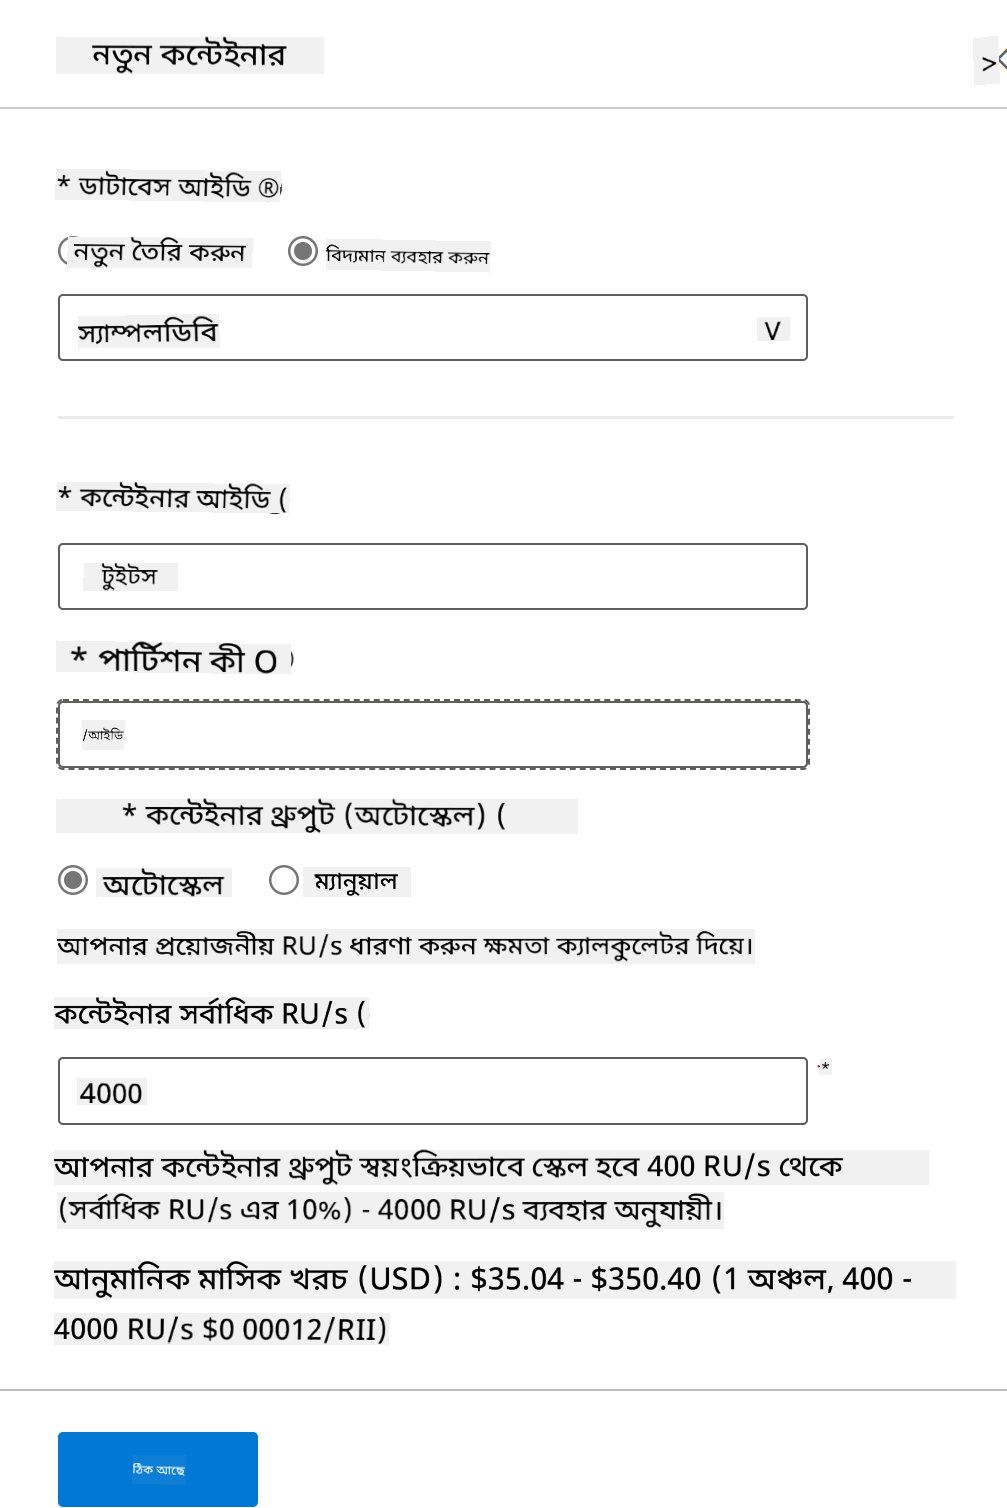 নতুন কন্টেইনার
>
* ডাটাবেস আইডি ®
নতুন তৈরি করুন বিদ্যমান ব্যবহার করুন
স্যাম্পলডিবি V
* কন্টেইনার আইডি (
টুইটস
* পার্টিশন কী O
/আইডি
* কন্টেইনার থ্রুপুট (অটোস্কেল) (
অটোস্কেল ম্যানুয়াল
আপনার প্রয়োজনীয় RU/s ধারণা করুন ক্ষমতা ক্যালকুলেটর দিয়ে।
কন্টেইনার সর্বাধিক RU/s (
4000 *
আপনার কন্টেইনার থ্রুপুট স্বয়ংক্রিয়ভাবে স্কেল হবে 400 RU/s থেকে
(সর্বাধিক RU/s এর 10%) - 4000 RU/s ব্যবহার অনুযায়ী।
আনুমানিক মাসিক খরচ (USD) : $35.04 - $350.40 (1 অঞ্চল, 400 -
4000 RU/s $0 00012/RII)
ঠিক আছে